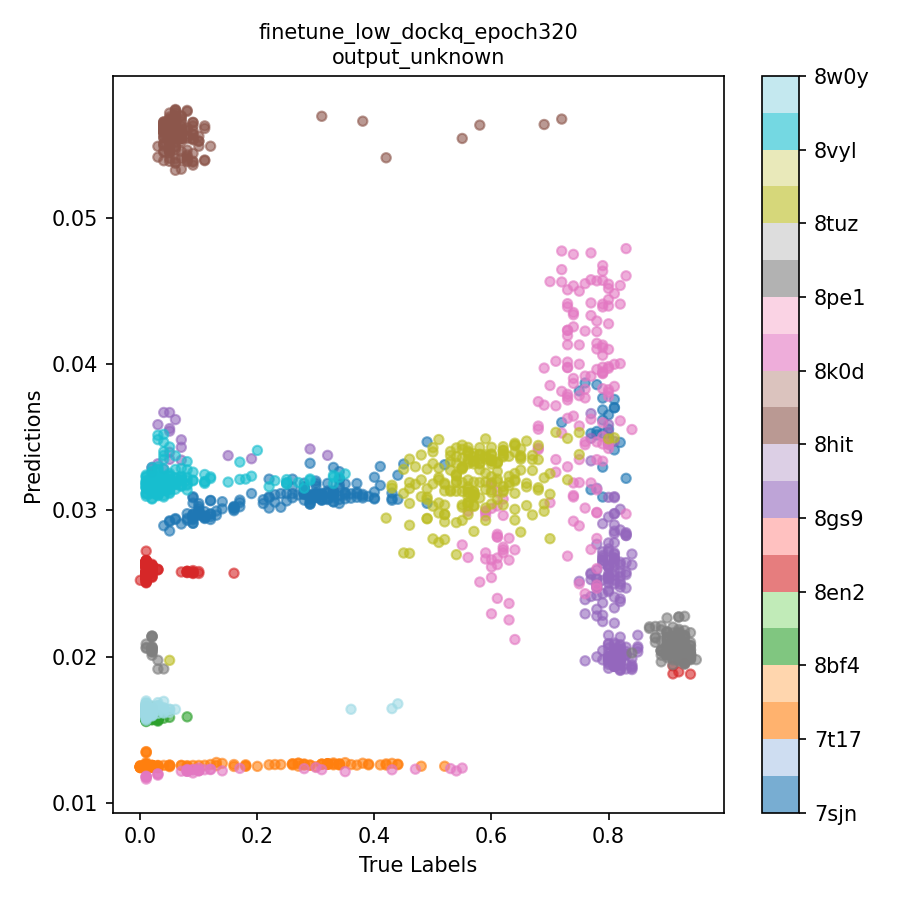 finetune_low_dockq_epoch320
output_unknown
Predictions
0.05
0.04
0.03
0.02
0.01
0.0
0.2
0.4
0.6
0.8
True Labels
8w0y
8vyl
8tuz
8pe1
8k0d
8hit
8gs9
8en2
8bf4
7t17
7sjn